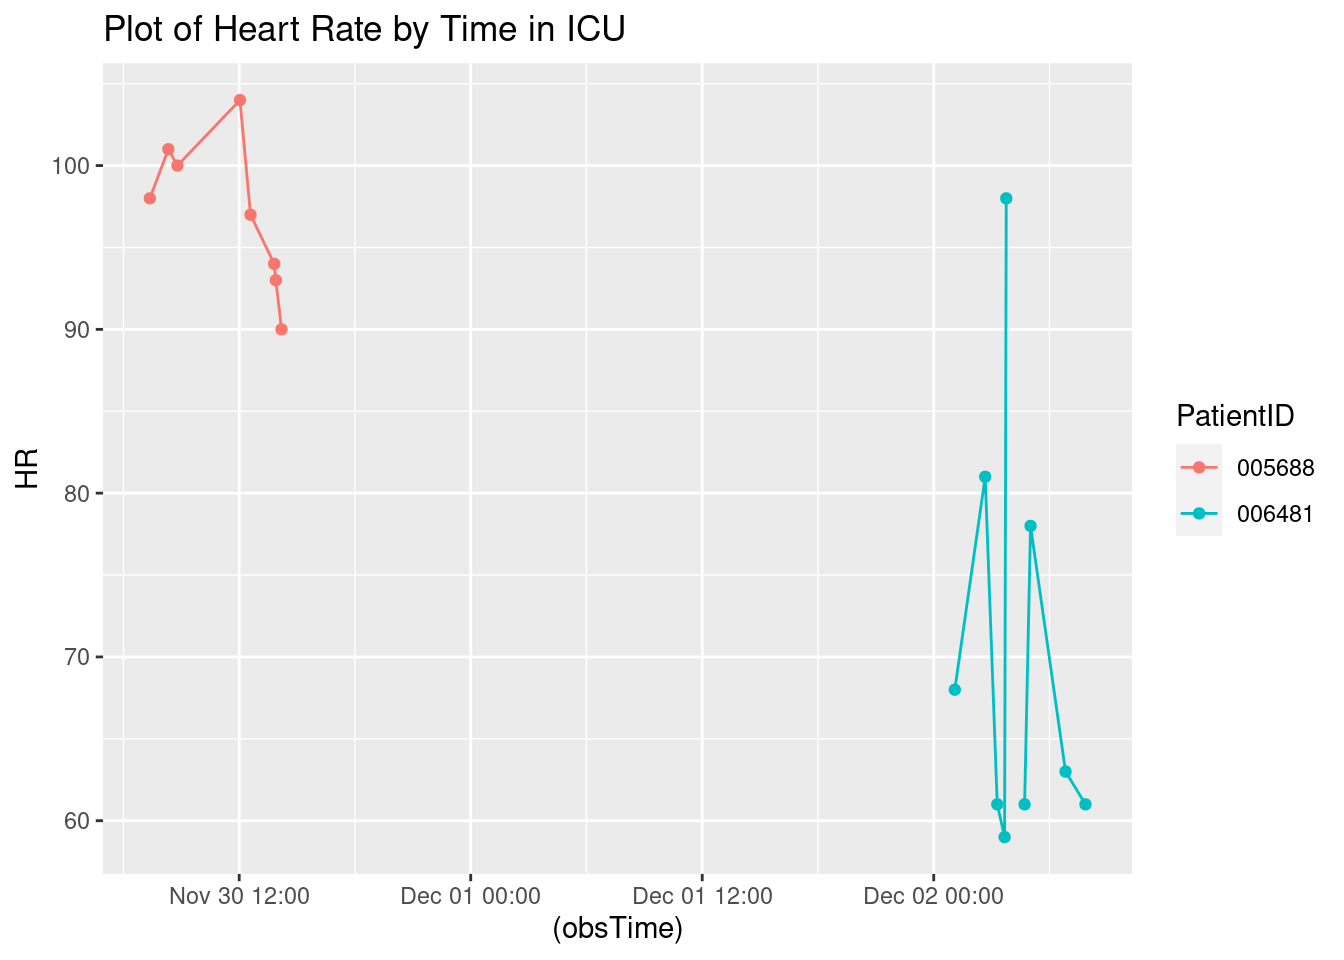 Plot of Heart Rate by Time in ICU
HR
100
90
80
70
60
Nov 30 12:00 Dec 01 00:00 Dec 01 12:00 Dec 02 00:00
(obsTime)
PatientID
005688
006481